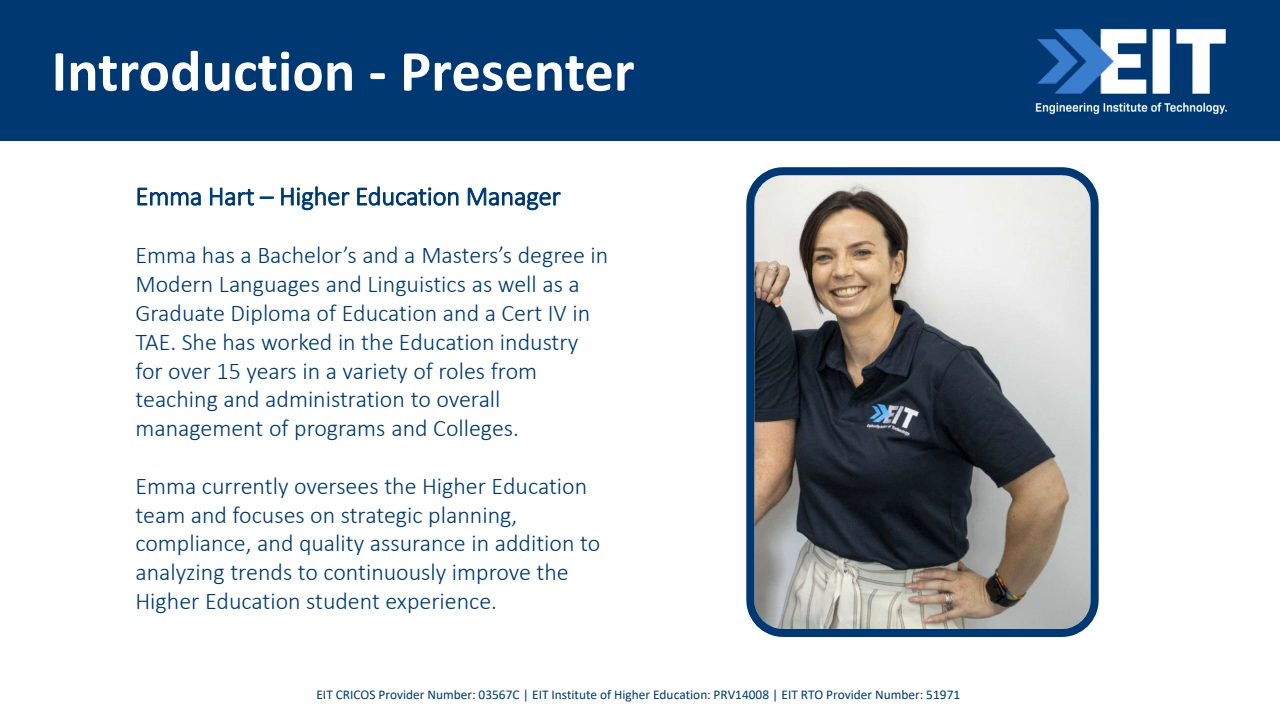 Introduction - Presenter
EIT
Engineering Institute of Technology.
Emma Hart – Higher Education Manager
Emma has a Bachelor’s and a Masters’s degree in
Modern Languages and Linguistics as well as a
Graduate Diploma of Education and a Cert IV in
TAE. She has worked in the Education industry
for over 15 years in a variety of roles from
teaching and administration to overall
management of programs and Colleges.
Emma currently oversees the Higher Education
team and focuses on strategic planning,
compliance, and quality assurance in addition to
analyzing trends to continuously improve the
Higher Education student experience.
EIT
EIT CRICOS Provider Number: 03567C | EIT Institute of Higher Education: PRV14008 | EIT RTO Provider Number: 51971